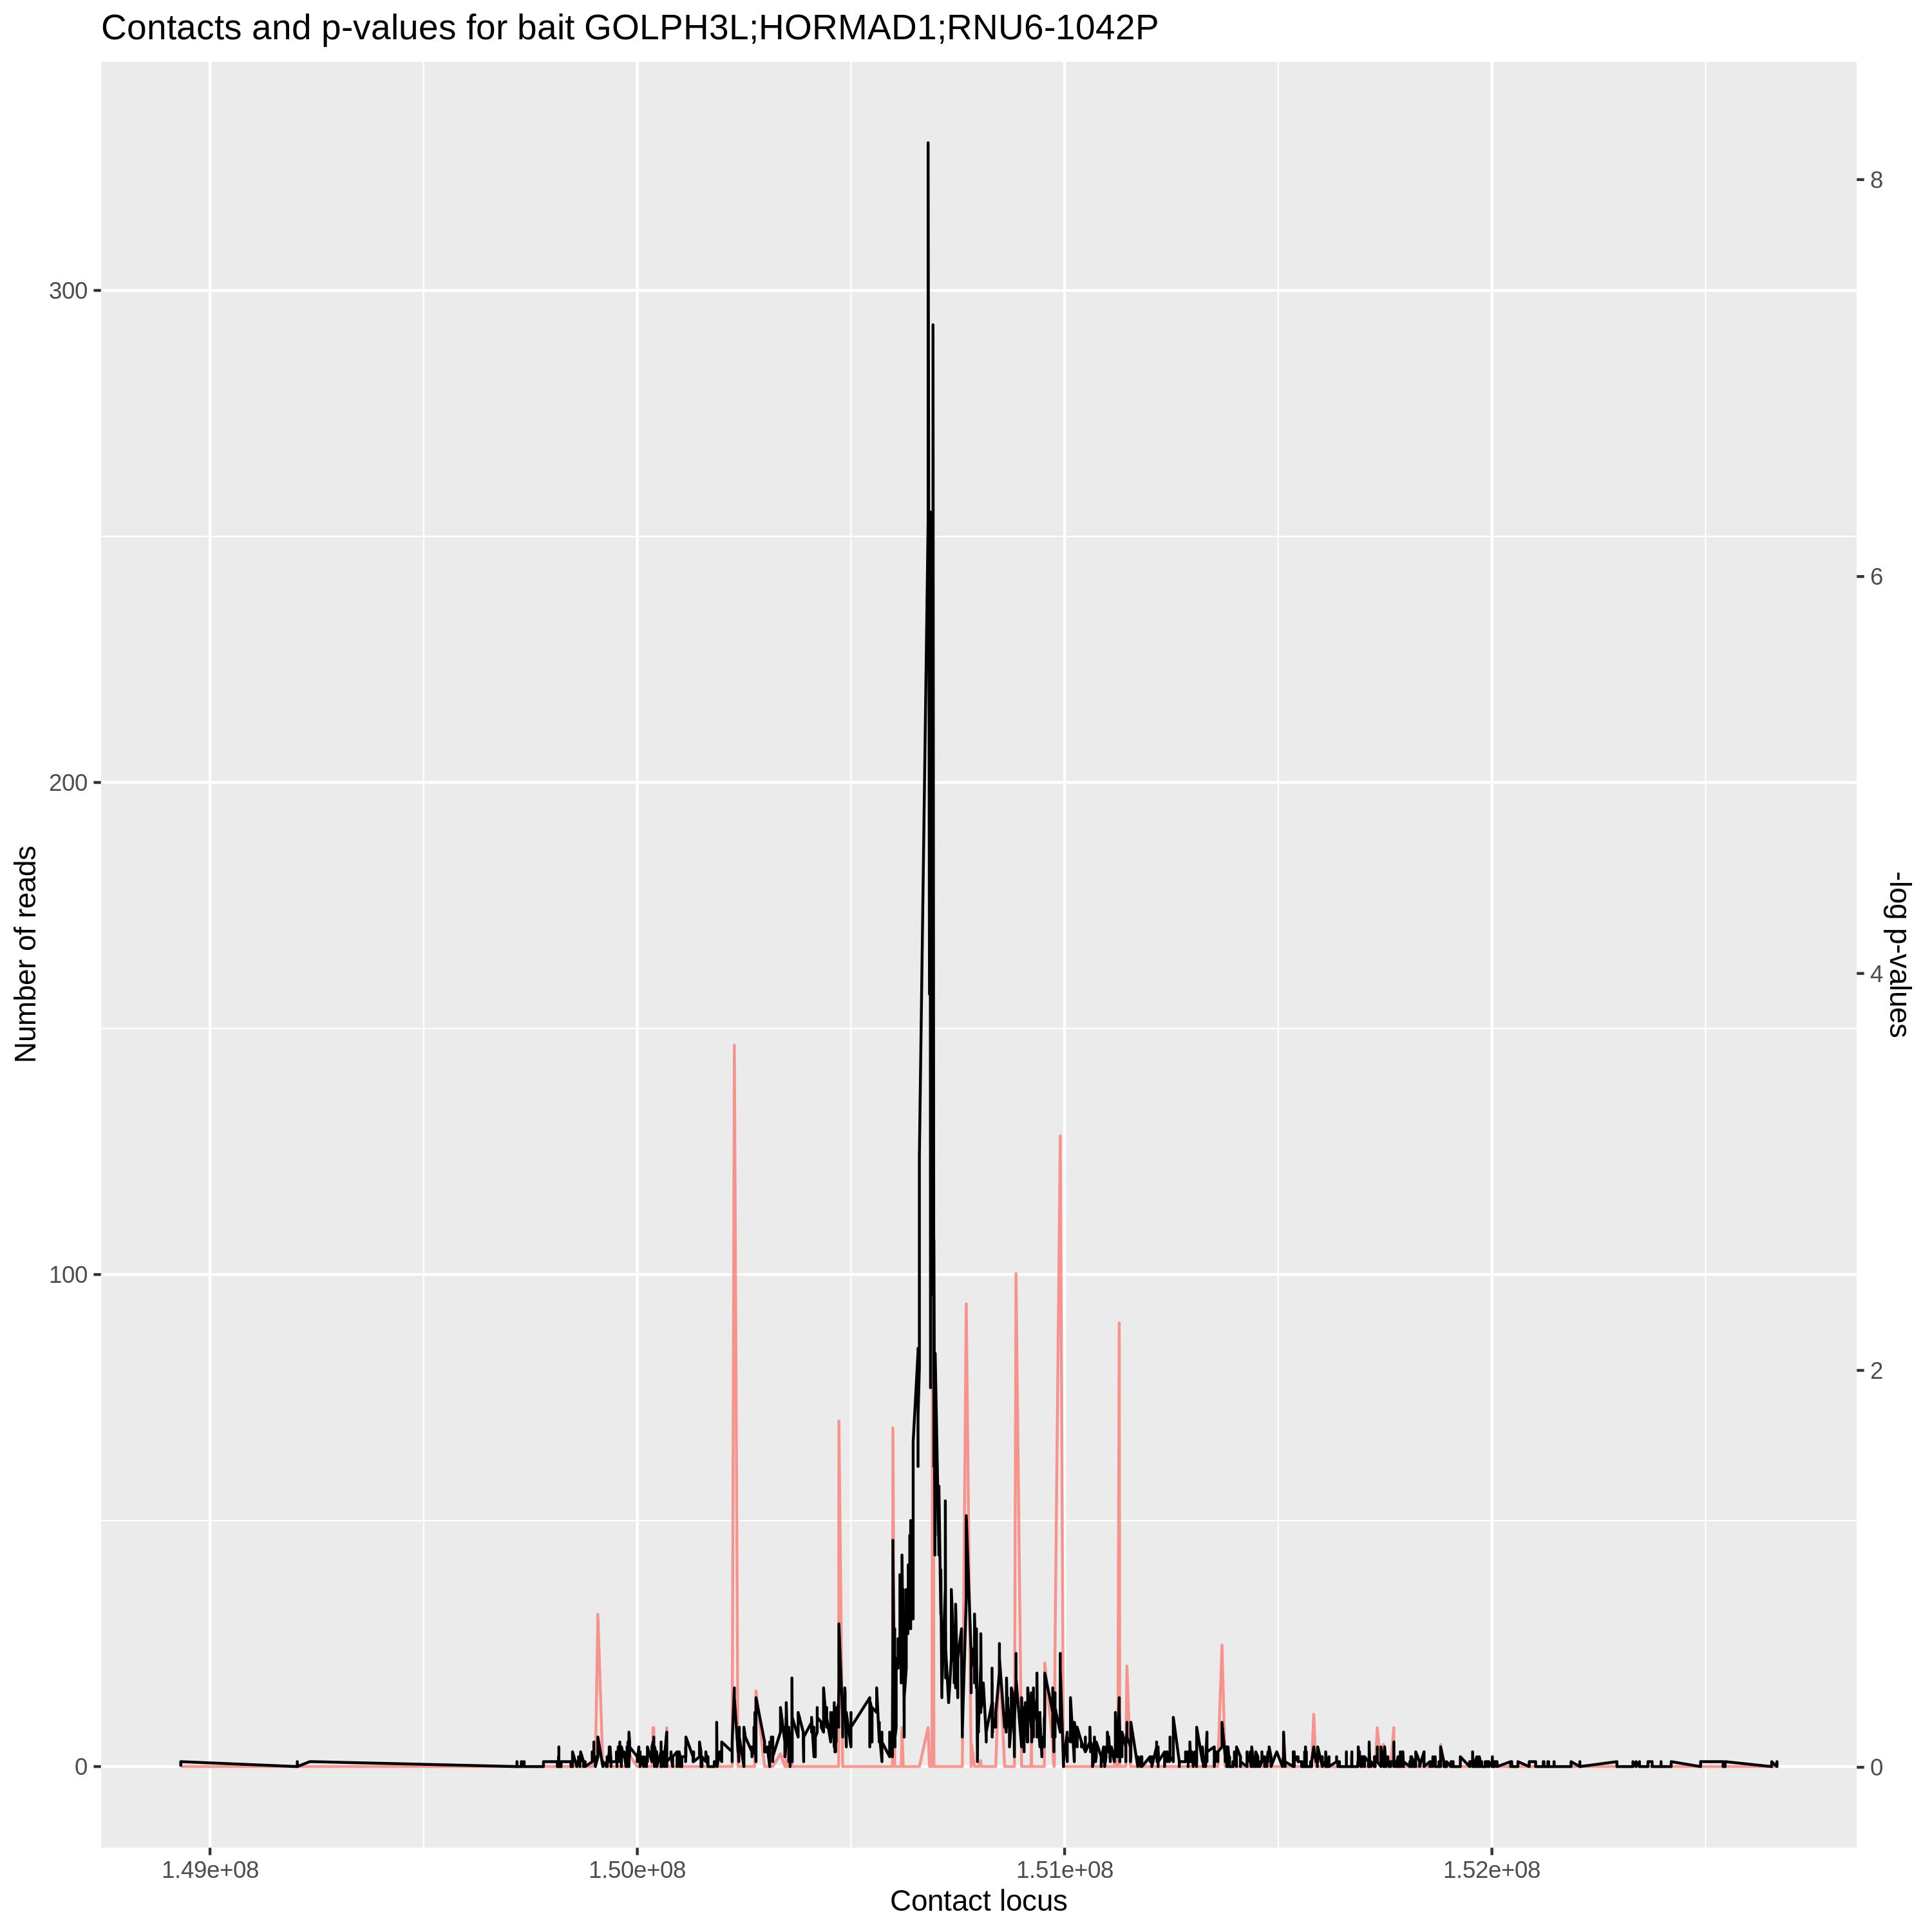 Contacts and p-values for bait GOLPH3L;HORMAD1;RNU6-1042P
300
200
100
0
Number of reads
8
6
4
2
0
-log p-values
1.49e+08
1.50e+08
1.51e+08
1.52e+08
Contact locus